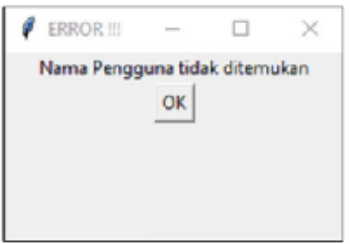 ERROR !!!
Nama Pengguna tidak ditemukan
OK